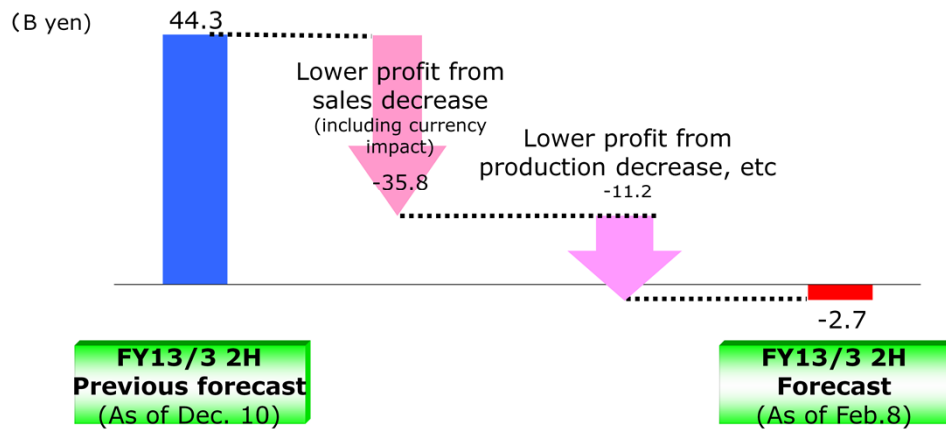 (B yen)
44.3
Lower profit from
sales decrease
(including currency
impact)
-35.8
Lower profit from
production decrease, etc
-11.2
-2.7
FY13/3 2H
Previous forecast
(As of Dec. 10)
FY13/3 2H
Forecast
(As of Feb.8)